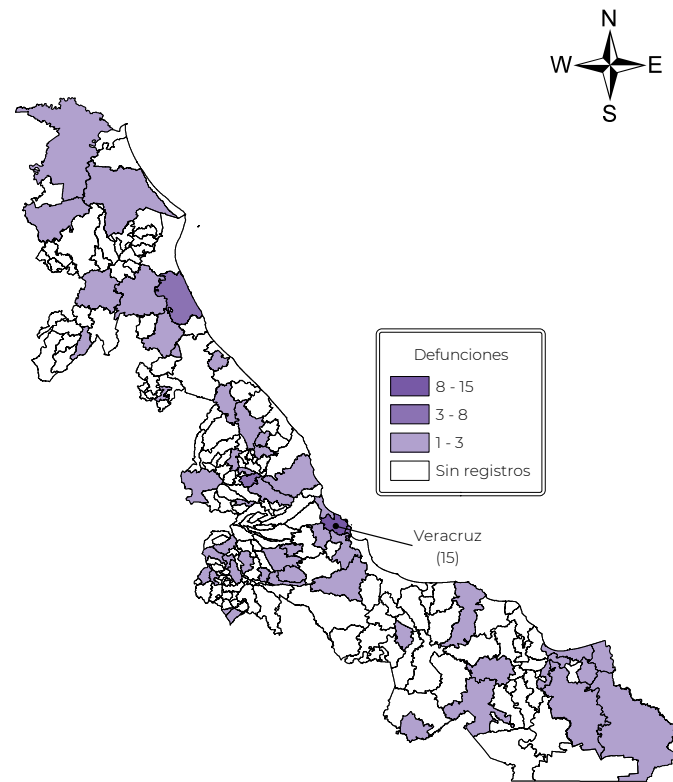 N
W E
S
Defunciones
8 - 15
3 - 8
1 - 3
Sin registros
Veracruz
(15)